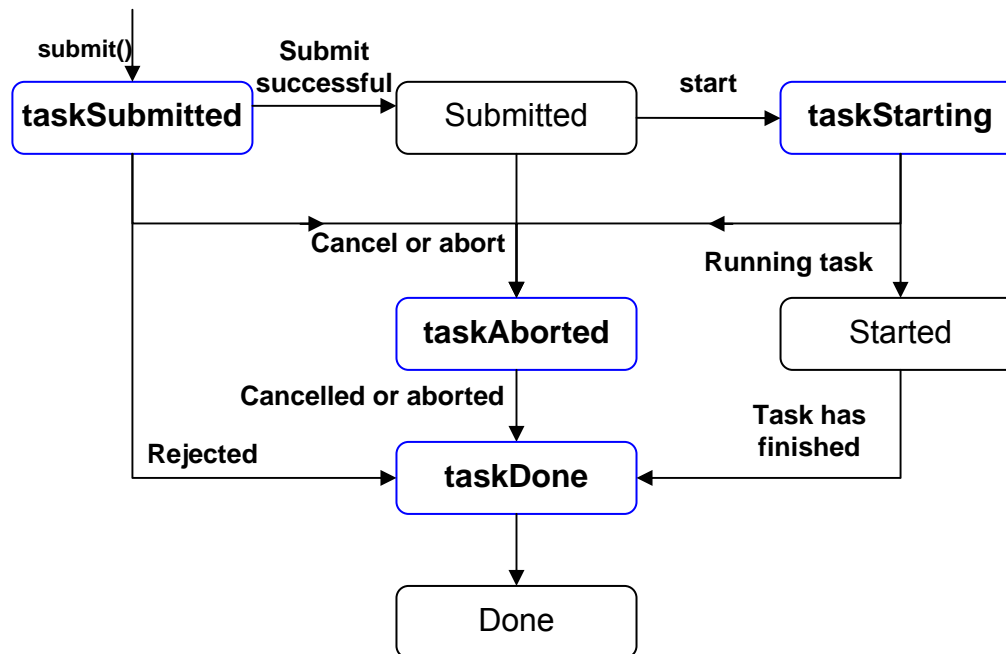 submit()
Submit
successful
start
taskSubmitted
Submitted
taskStarting
Cancel or abort
Running task
taskAborted
Started
Cancelled or aborted
Task has
finished
Rejected
taskDone
Done